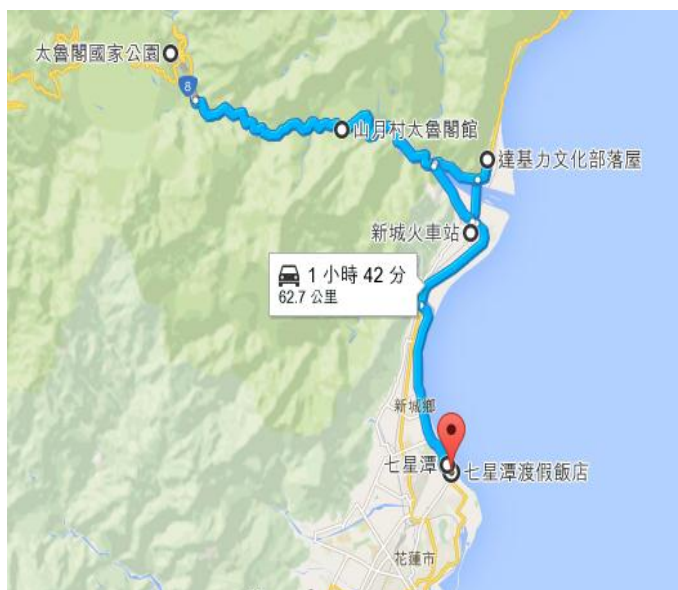 太魯閣國家公園
8
山月村太魯閣館
達基力文化部落屋
新城火車站
1 小時 42 分
62.7 公里
新城鄉
七星潭
七星潭渡假飯店
花蓮市